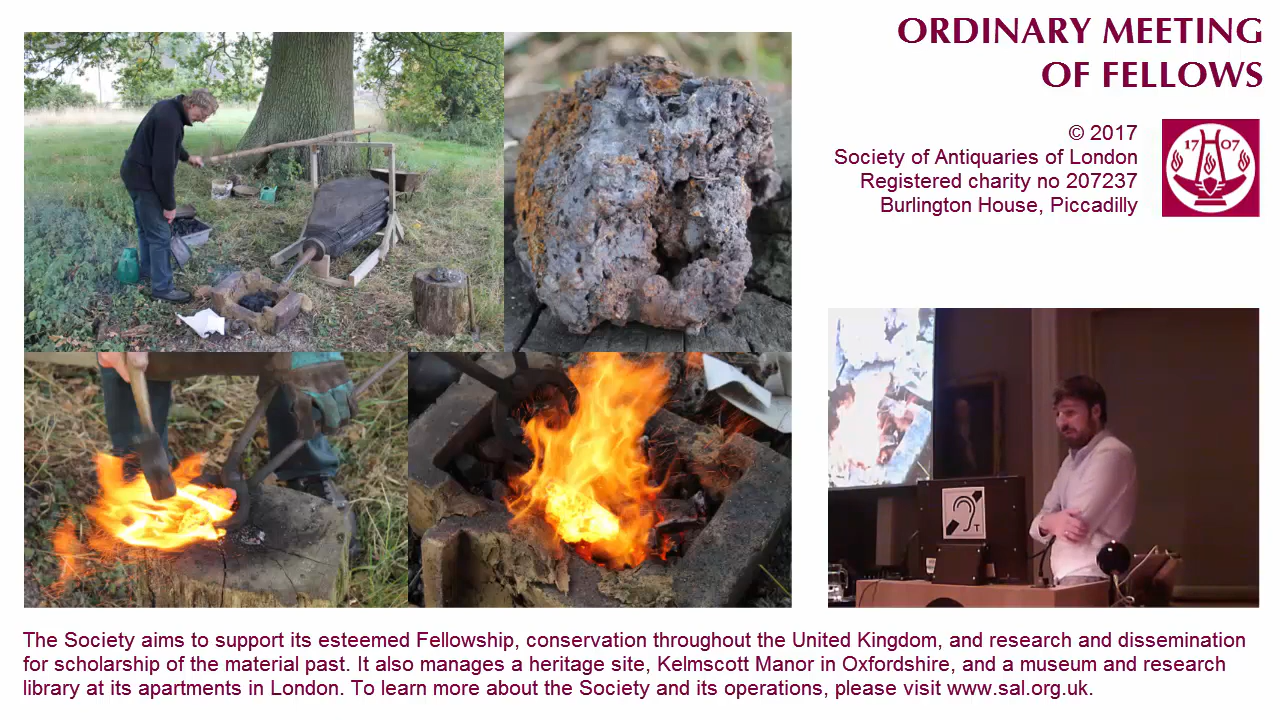 ORDINARY MEETING
OF FELLOWS
© 2017
Society of Antiquaries of London
Registered charity no 207237
Burlington House, Piccadilly
17 07
T
The Society aims to support its esteemed Fellowship, conservation throughout the United Kingdom, and research and dissemination
for scholarship of the material past. It also manages a heritage site, Kelmscott Manor in Oxfordshire, and a museum and research
library at its apartments in London. To learn more about the Society and its operations, please visit www.sal.org.uk.